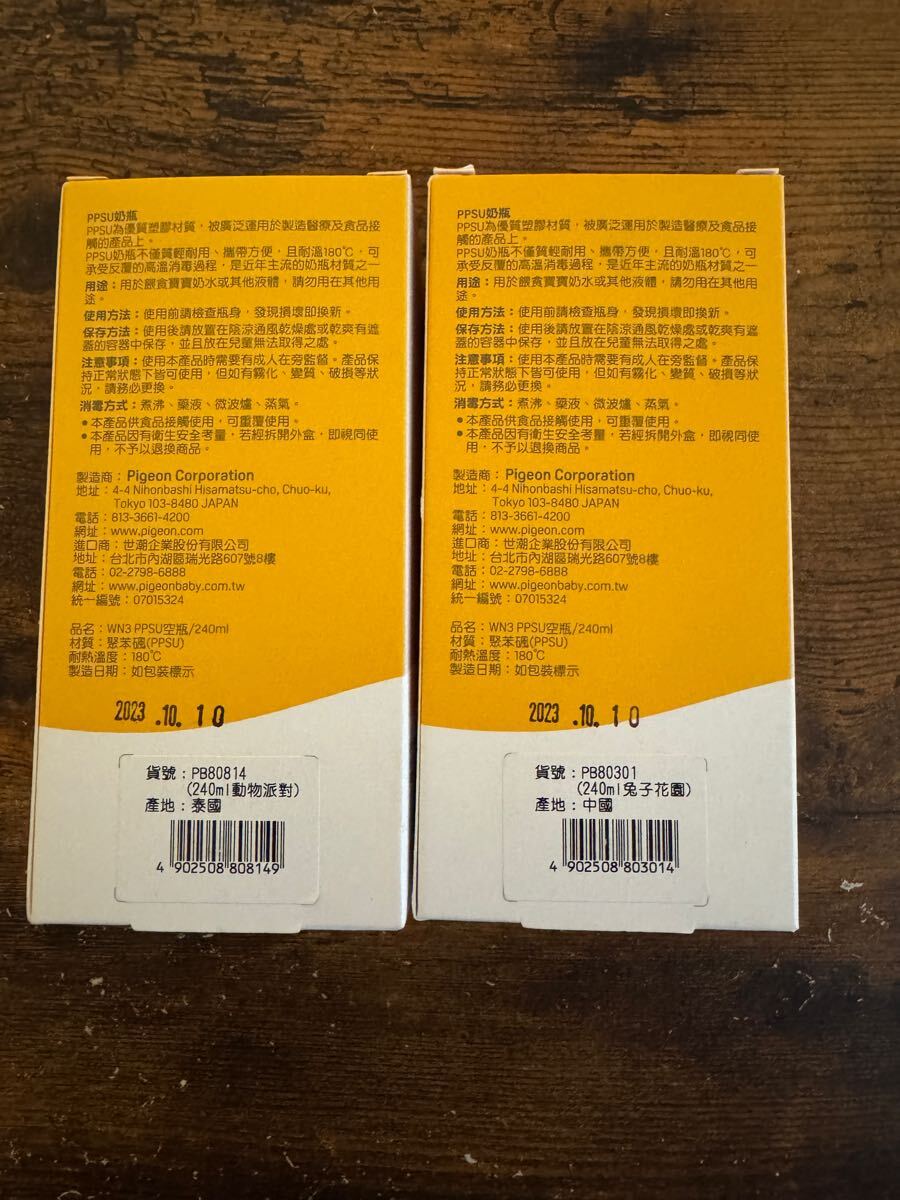 PPSU奶瓶
PPSU為優質塑膠材質，被廣泛運用於製造醫療及食品接
觸的產品上。
PPSU奶瓶不僅質輕耐用、攜帶方便，且耐溫180℃，可
承受反覆的高溫消毒過程，是近年主流的奶瓶材質之一
用途：用於餵食寶寶奶水或其他液體，請勿用在其他用
途。
使用方法：使用前請檢查瓶身，發現損壞即換新。
保存方法：使用後請放置在陰涼通風乾燥處或乾爽有遮
蓋的容器中保存，並且放在兒童無法取得之處。
注意事項：使用本產品時需要有成人在旁監督。產品保
持正常狀態下皆可使用，但如有霧化、變質、破損等狀
況，請務必更換。
消毒方式：煮沸、藥液、微波爐、蒸氣。
●本產品供食品接觸使用，可重覆使用。
●本產品因有衛生安全考量，若經拆開外盒，即視同使
用，不予以退換商品。
製造商：Pigeon Corporation
地址：4-4 Nihonbashi Hisamatsu-cho, Chuo-ku,
Tokyo 103-8480 JAPAN
電話：813-3661-4200
網址：www.pigeon.com
進口商：世潮企業股份有限公司
地址：台北市內湖區瑞光路607號8樓
電話：02-2798-6888
網址：www.pigeonbaby.com.tw
統一編號：07015324
品名：WN3 PPSU空瓶/240ml
材質：聚苯碸(PPSU)
耐熱溫度：180℃
製造日期：如包裝標示
2023.10.10
貨號：PB80814
(240ml動物派對)
產地：泰國
4 902508 808149
PPSU奶瓶
PPSU為優質塑膠材質，被廣泛運用於製造醫療及食品接
觸的產品上。
PPSU奶瓶不僅質輕耐用、攜帶方便，且耐溫180℃，可
承受反覆的高溫消毒過程，是近年主流的奶瓶材質之一
用途：用於餵食寶寶奶水或其他液體，請勿用在其他用
途。
使用方法：使用前請檢查瓶身，發現損壞即換新。
保存方法：使用後請放置在陰涼通風乾燥處或乾爽有遮
蓋的容器中保存，並且放在兒童無法取得之處。
注意事項：使用本產品時需要有成人在旁監督。產品保
持正常狀態下皆可使用，但如有霧化、變質、破損等狀
況，請務必更換。
消毒方式：煮沸、藥液、微波爐、蒸氣。
●本產品供食品接觸使用，可重覆使用。
●本產品因有衛生安全考量，若經拆開外盒，即視同使
用，不予以退換商品。
製造商：Pigeon Corporation
地址：4-4 Nihonbashi Hisamatsu-cho, Chuo-ku,
Tokyo 103-8480 JAPAN
電話：813-3661-4200
網址：www.pigeon.com
進口商：世潮企業股份有限公司
地址：台北市內湖區瑞光路607號8樓
電話：02-2798-6888
網址：www.pigeonbaby.com.tw
統一編號：07015324
品名：WN3 PPSU空瓶/240ml
材質：聚苯碸(PPSU)
耐熱溫度：180℃
製造日期：如包裝標示
2023.10.10
貨號：PB80301
(240ml兔子花園)
產地：中國
4 902508 803014